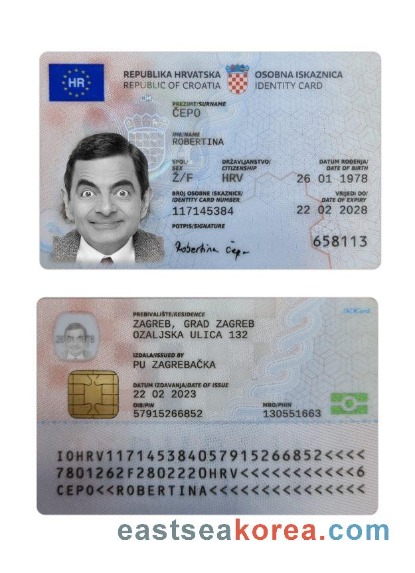 HR
REPUBLIKA HRVATSKA
REPUBLIC OF CROATIA
OSOBNA ISKAZNICA
IDENTITY CARD
PREZIME/SURNAME
ČEPO
IME/NAME
ROBERTINA
SPOL/
SEX
Ž/F
DRŽAVLJANSTVO/
CITIZENSHIP
HRV
DATUM ROĐENJA/
DATE OF BIRTH
26 01 1978
BROJ OSOBNE ISKAZNICE/
IDENTITY CARD NUMBER
117145384
VRIJEDI DO/
DATE OF EXPIRY
22 02 2028
POTPIS/SIGNATURE
Robertina Čepo
658113
PREBIVALIŠTE/RESIDENCE
ZAGREB, GRAD ZAGREB
OZALJSKA ULICA 132
IZDALA/ISSUED BY
PU ZAGREBAČKA
DATUM IZDAVANJA/DATE OF ISSUE
22 02 2023
OIB/PIN
57915266852
MBO/PHIN
130551663
IOHRV117145384057915266852<<<<
7801262F2802220HRV<<<<<<<<<<<6
CEPO<<ROBERTINA<<<<<<<<<<<<<<<
eastseakorea.com